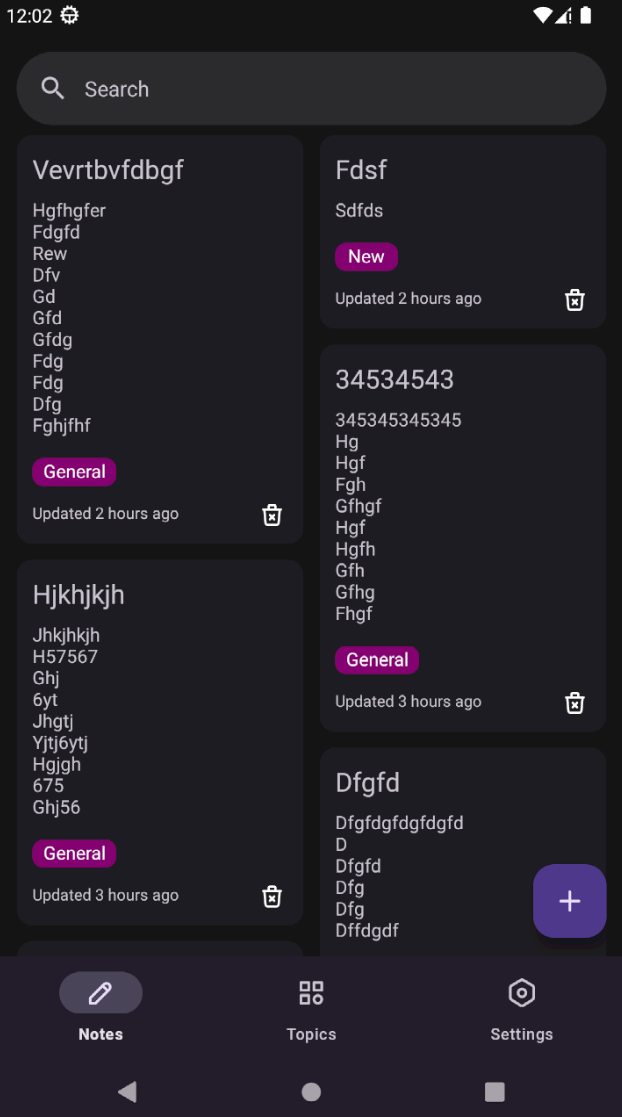 12:02
Search
Vevrtbvfdbgf
Hgfhgfer
Fdgfd
Rew
Dfv
Gd
Gfd
Gfdg
Fdg
Fdg
Dfg
Fghjfhf
General
Updated 2 hours ago
Fdsf
Sdfds
New
Updated 2 hours ago
34534543
345345345345
Hg
Hgf
Fgh
Gfhgf
Hgf
Hgfh
Gfh
Gfhg
Fhgf
General
Updated 3 hours ago
Hjkhjkjh
Jhkjhkjh
H57567
Ghj
6yt
Jhgtj
Yjtj6ytj
Hgjgh
675
Ghj56
General
Updated 3 hours ago
Dfgfd
Dfgfdgfdgfdgfd
D
Dfgfd
Dfg
Dfg
Dffdgdf
Notes
Topics
Settings